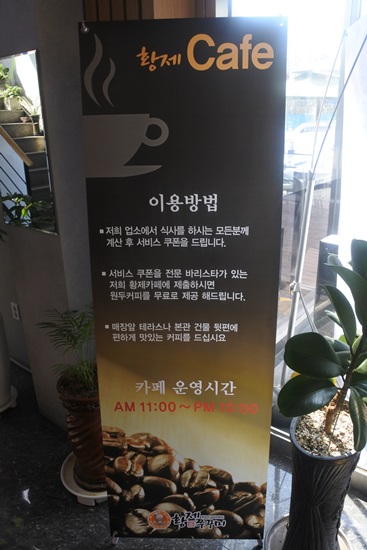 황제 Cafe
이용방법
■ 저희 업소에서 식사를 하시는 모든분께
계산 후 서비스 쿠폰을 드립니다.
■ 서비스 쿠폰을 전문 바리스타가 있는
저희 황제카페에 제출하시면
원두커피를 무료로 제공 해드립니다.
■ 매장앞 테라스나 본관 건물 뒷편에
편하게 맛있는 커피를 드십시요
카페 운영시간
AM 11:00 ~ PM
황제쭈꾸미